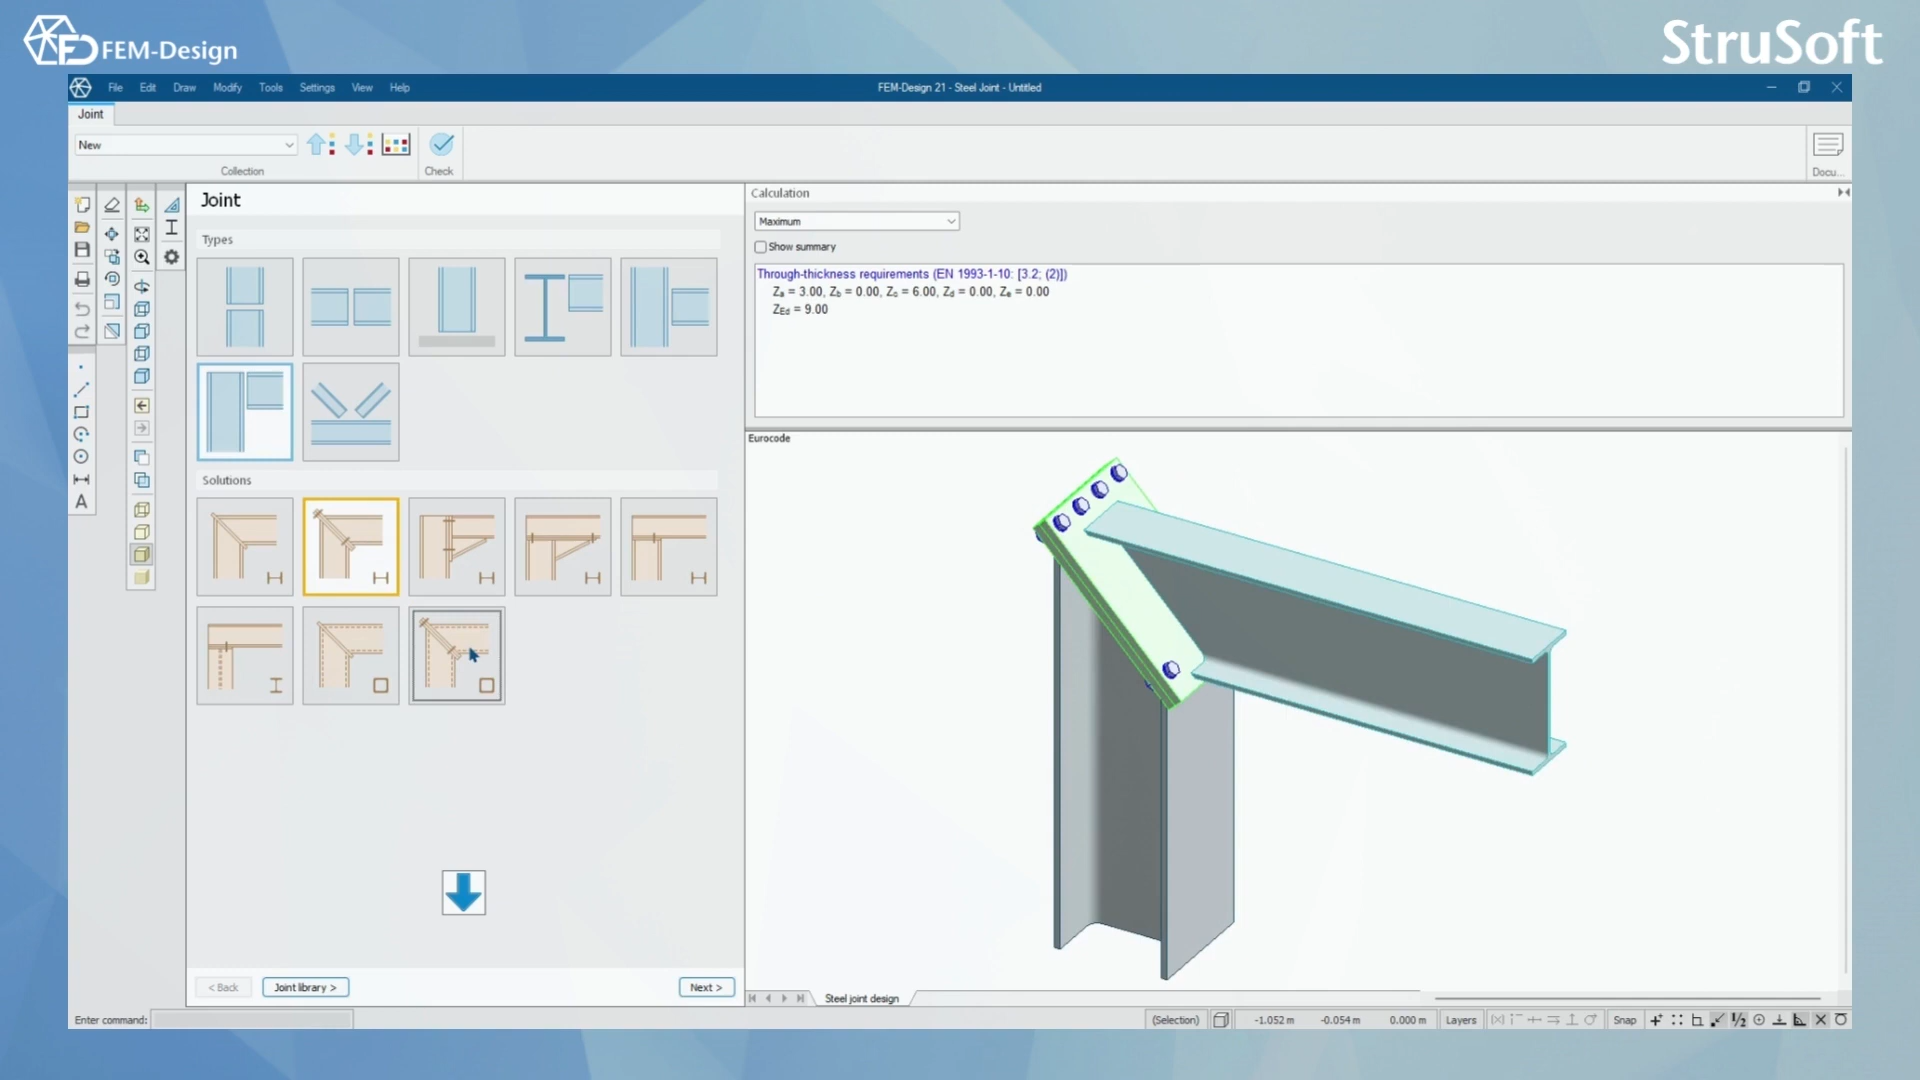 FEM-Design
StruSoft
File Edit Draw Modify Tools Settings View Help
FEM-Design 21 - Steel Joint - Untitled
Joint
New
Collection
Check
Docu...
Joint
Types
Solutions
< Back
Joint library >
Next >
Calculation
Maximum
Show summary
Through-thickness requirements (EN 1993-1-10: [3.2; (2)])
Zₐ = 3.00, Z_b = 0.00, Z_c = 6.00, Z_d = 0.00, Zₑ = 0.00
Z_Ed = 9.00
Eurocode
Steel joint design
Enter command:
(Selection)
-1.052 m -0.054 m 0.000 m
Layers
Snap